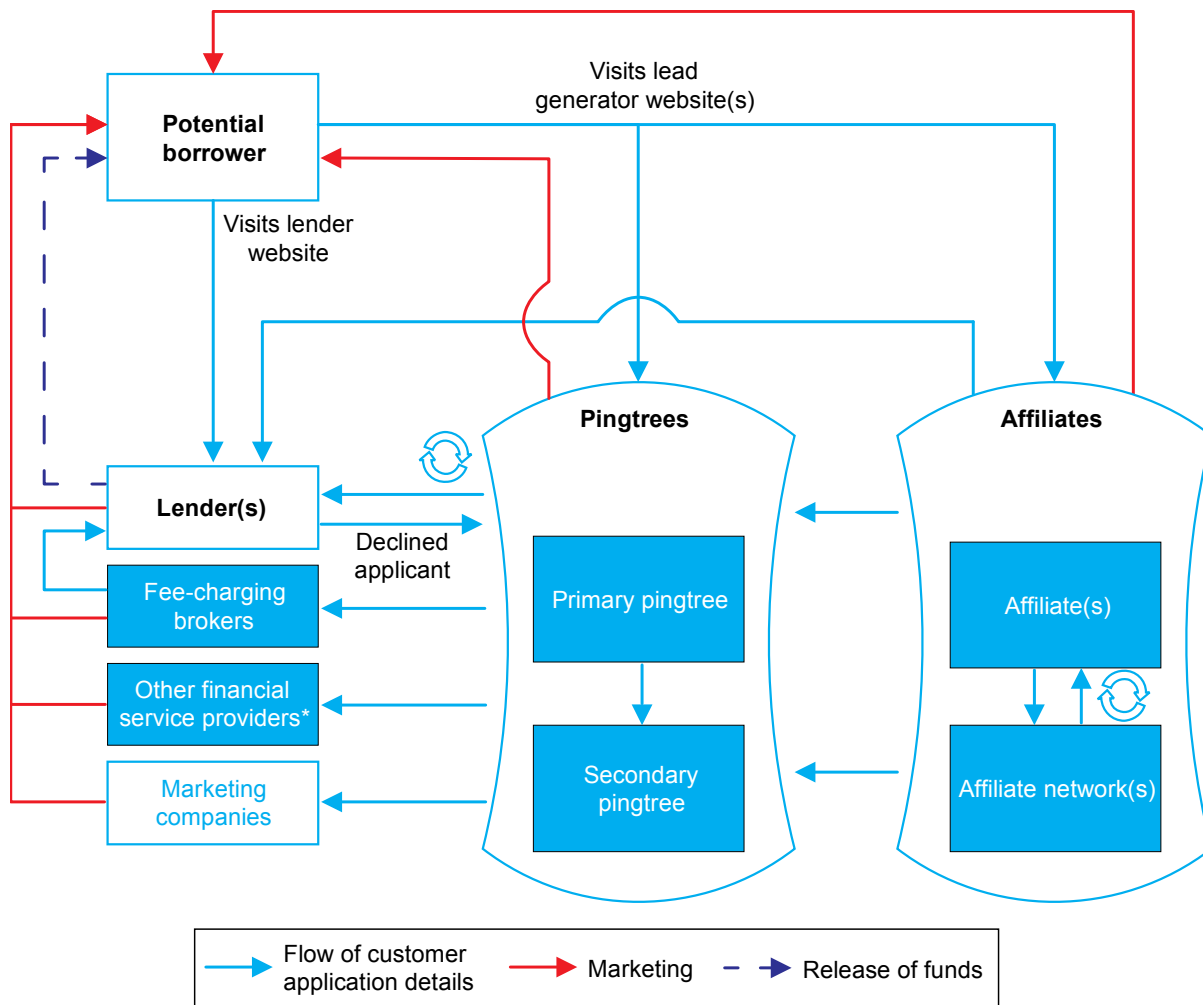 Visits lead
generator website(s)
Potential
borrower
Visits lender
website
Pingtrees
Affiliates
Lender(s)
Declined
applicant
Fee-charging
brokers
Primary pingtree
Affiliate(s)
Other financial
service providers*
Secondary
pingtree
Affiliate network(s)
Marketing
companies
Flow of customer
application details
Marketing
Release of funds